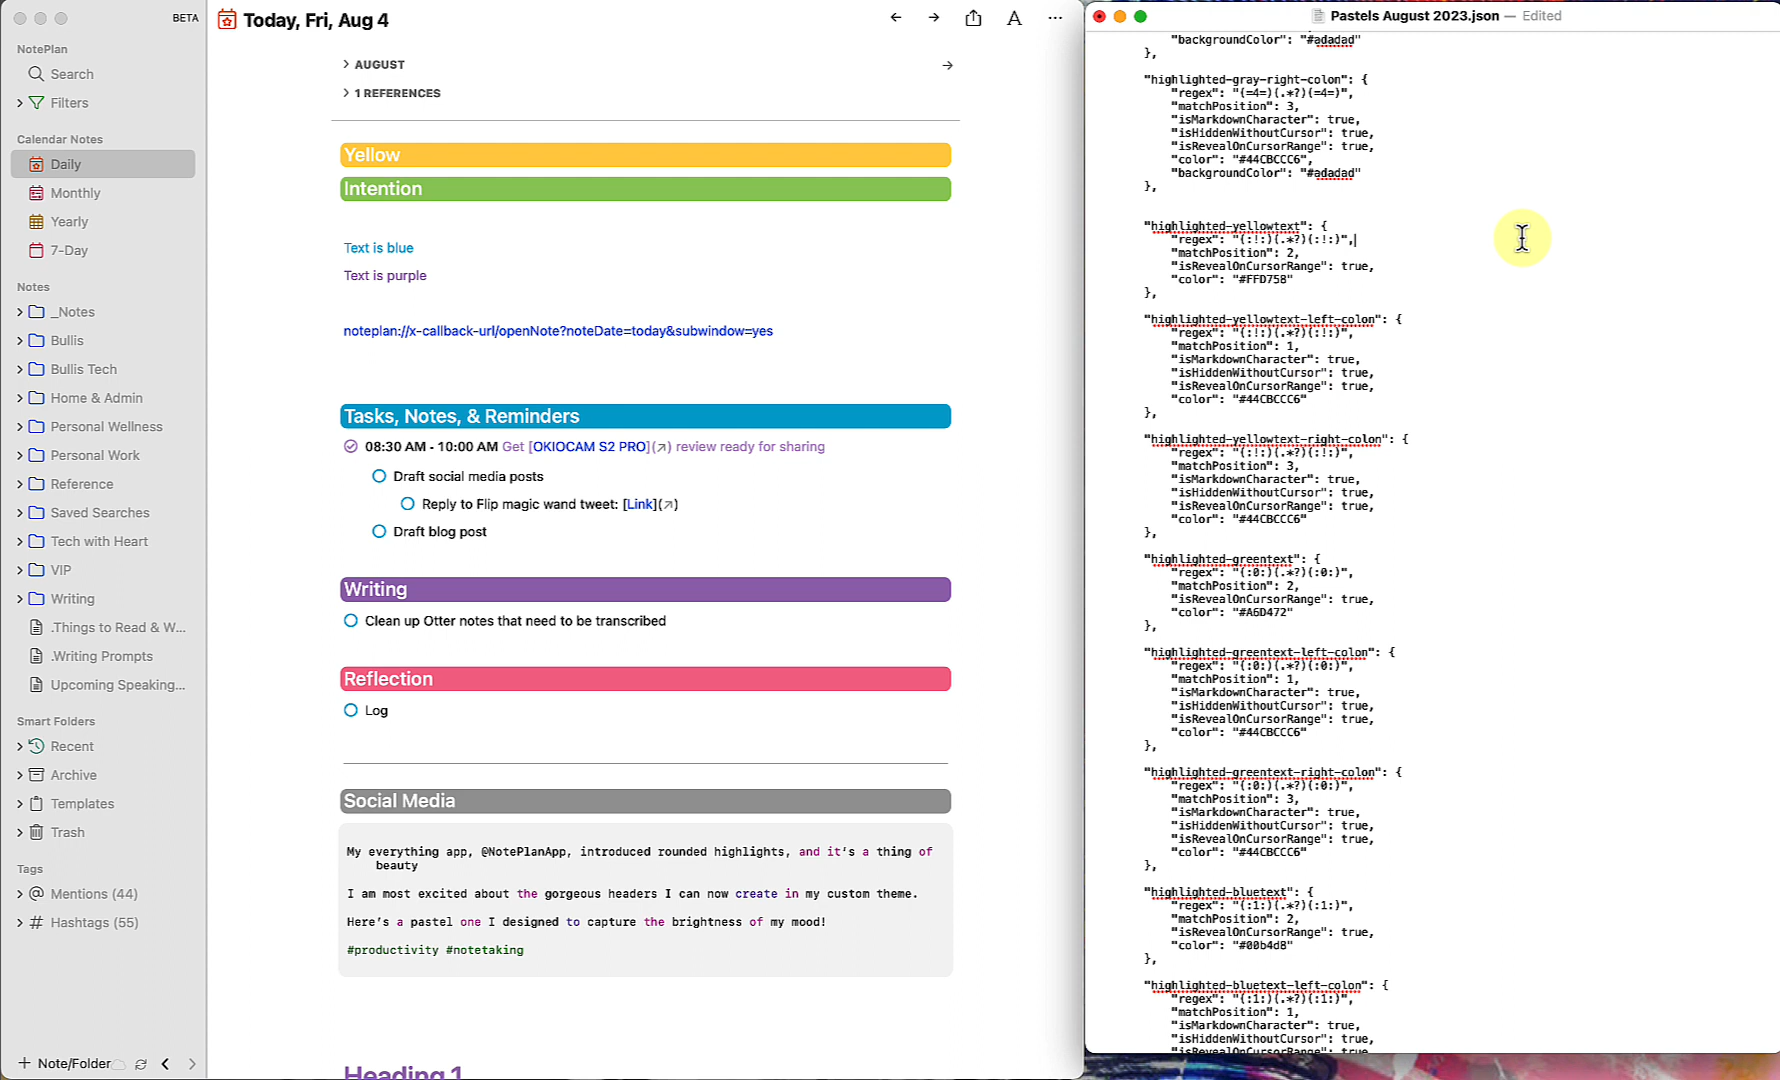 BETA
NotePlan
Search
Filters
Calendar Notes
Daily
Monthly
Yearly
7-Day
Notes
_Notes
Bullis
Bullis Tech
Home & Admin
Personal Wellness
Personal Work
Reference
Saved Searches
Tech with Heart
VIP
Writing
.Things to Read & W...
.Writing Prompts
Upcoming Speaking...
Smart Folders
Recent
Archive
Templates
Trash
Tags
Mentions (44)
Hashtags (55)
+ Note/Folder
Today, Fri, Aug 4
AUGUST
1 REFERENCES
Yellow
Intention
Text is blue
Text is purple
noteplan://x-callback-url/openNote?noteDate=today&subwindow=yes
Tasks, Notes, & Reminders
08:30 AM - 10:00 AM Get [OKIOCAM S2 PRO](↗) review ready for sharing
Draft social media posts
Reply to Flip magic wand tweet: [Link](↗)
Draft blog post
Writing
Clean up Otter notes that need to be transcribed
Reflection
Log
Social Media
My everything app, @NotePlanApp, introduced rounded highlights, and it's a thing of
beauty
I am most excited about the gorgeous headers I can now create in my custom theme.
Here's a pastel one I designed to capture the brightness of my mood!
#productivity #notetaking
Heading 1
Pastels August 2023.json — Edited
"backgroundColor": "#adadad"
},
"highlighted-gray-right-colon": {
"regex": "(=4=)(.*?)(=4=)",
"matchPosition": 3,
"isMarkdownCharacter": true,
"isHiddenWithoutCursor": true,
"isRevealOnCursorRange": true,
"color": "#44CBCCC6",
"backgroundColor": "#adadad"
},
"highlighted-yellowtext": {
"regex": "(:!:)(.*?)(:!:)",
"matchPosition": 2,
"isRevealOnCursorRange": true,
"color": "#FFD758"
},
"highlighted-yellowtext-left-colon": {
"regex": "(:!:)(.*?)(:!:)",
"matchPosition": 1,
"isMarkdownCharacter": true,
"isHiddenWithoutCursor": true,
"isRevealOnCursorRange": true,
"color": "#44CBCCC6"
},
"highlighted-yellowtext-right-colon": {
"regex": "(:!:)(.*?)(:!:)",
"matchPosition": 3,
"isMarkdownCharacter": true,
"isHiddenWithoutCursor": true,
"isRevealOnCursorRange": true,
"color": "#44CBCCC6"
},
"highlighted-greentext": {
"regex": "(:0:)(.*?)(:0:)",
"matchPosition": 2,
"isRevealOnCursorRange": true,
"color": "#A6D472"
},
"highlighted-greentext-left-colon": {
"regex": "(:0:)(.*?)(:0:)",
"matchPosition": 1,
"isMarkdownCharacter": true,
"isHiddenWithoutCursor": true,
"isRevealOnCursorRange": true,
"color": "#44CBCCC6"
},
"highlighted-greentext-right-colon": {
"regex": "(:0:)(.*?)(:0:)",
"matchPosition": 3,
"isMarkdownCharacter": true,
"isHiddenWithoutCursor": true,
"isRevealOnCursorRange": true,
"color": "#44CBCCC6"
},
"highlighted-bluetext": {
"regex": "(:1:)(.*?)(:1:)",
"matchPosition": 2,
"isRevealOnCursorRange": true,
"color": "#00b4d8"
},
"highlighted-bluetext-left-colon": {
"regex": "(:1:)(.*?)(:1:)",
"matchPosition": 1,
"isMarkdownCharacter": true,
"isHiddenWithoutCursor": true,
"isRevealOnCursorRange": true